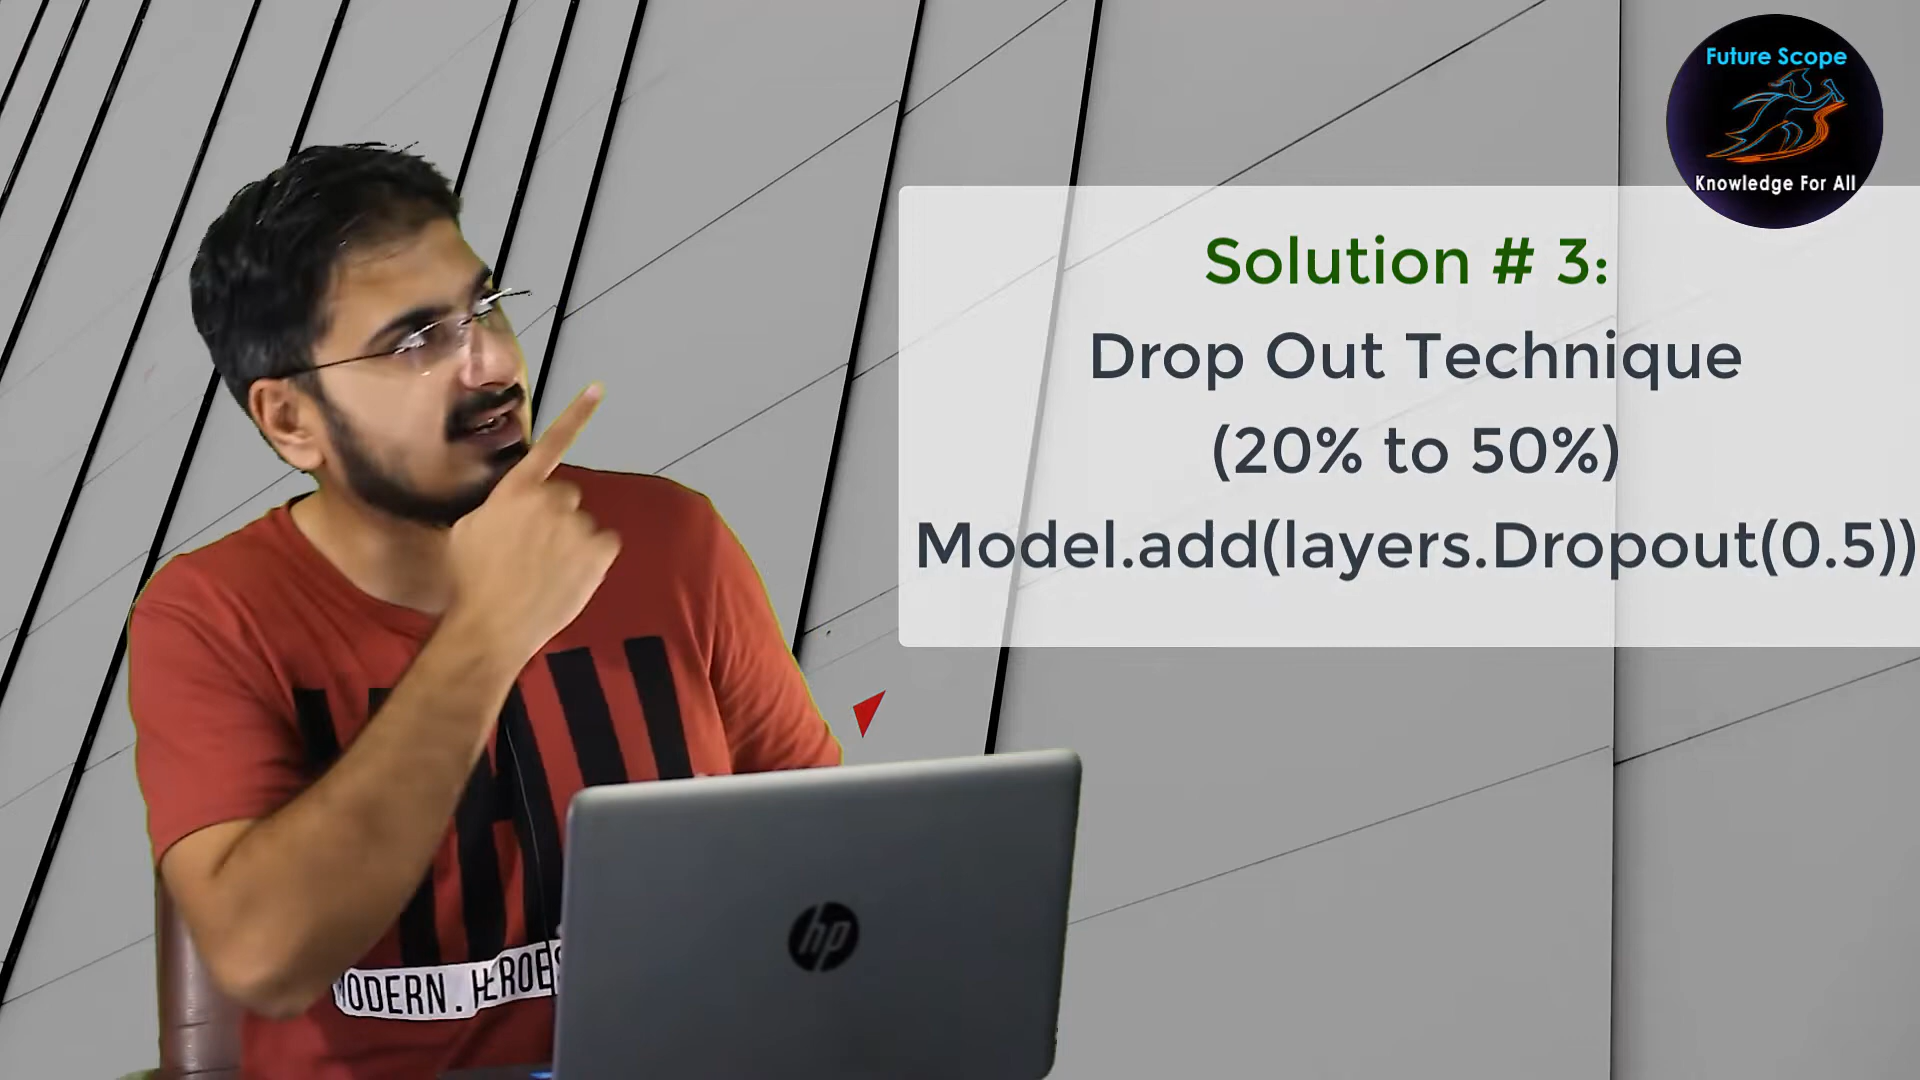 Future Scope
Knowledge For All
Solution # 3:
Drop Out Technique
(20% to 50%)
Model.add(layers.Dropout(0.5))
MODERN. HEROES
hp